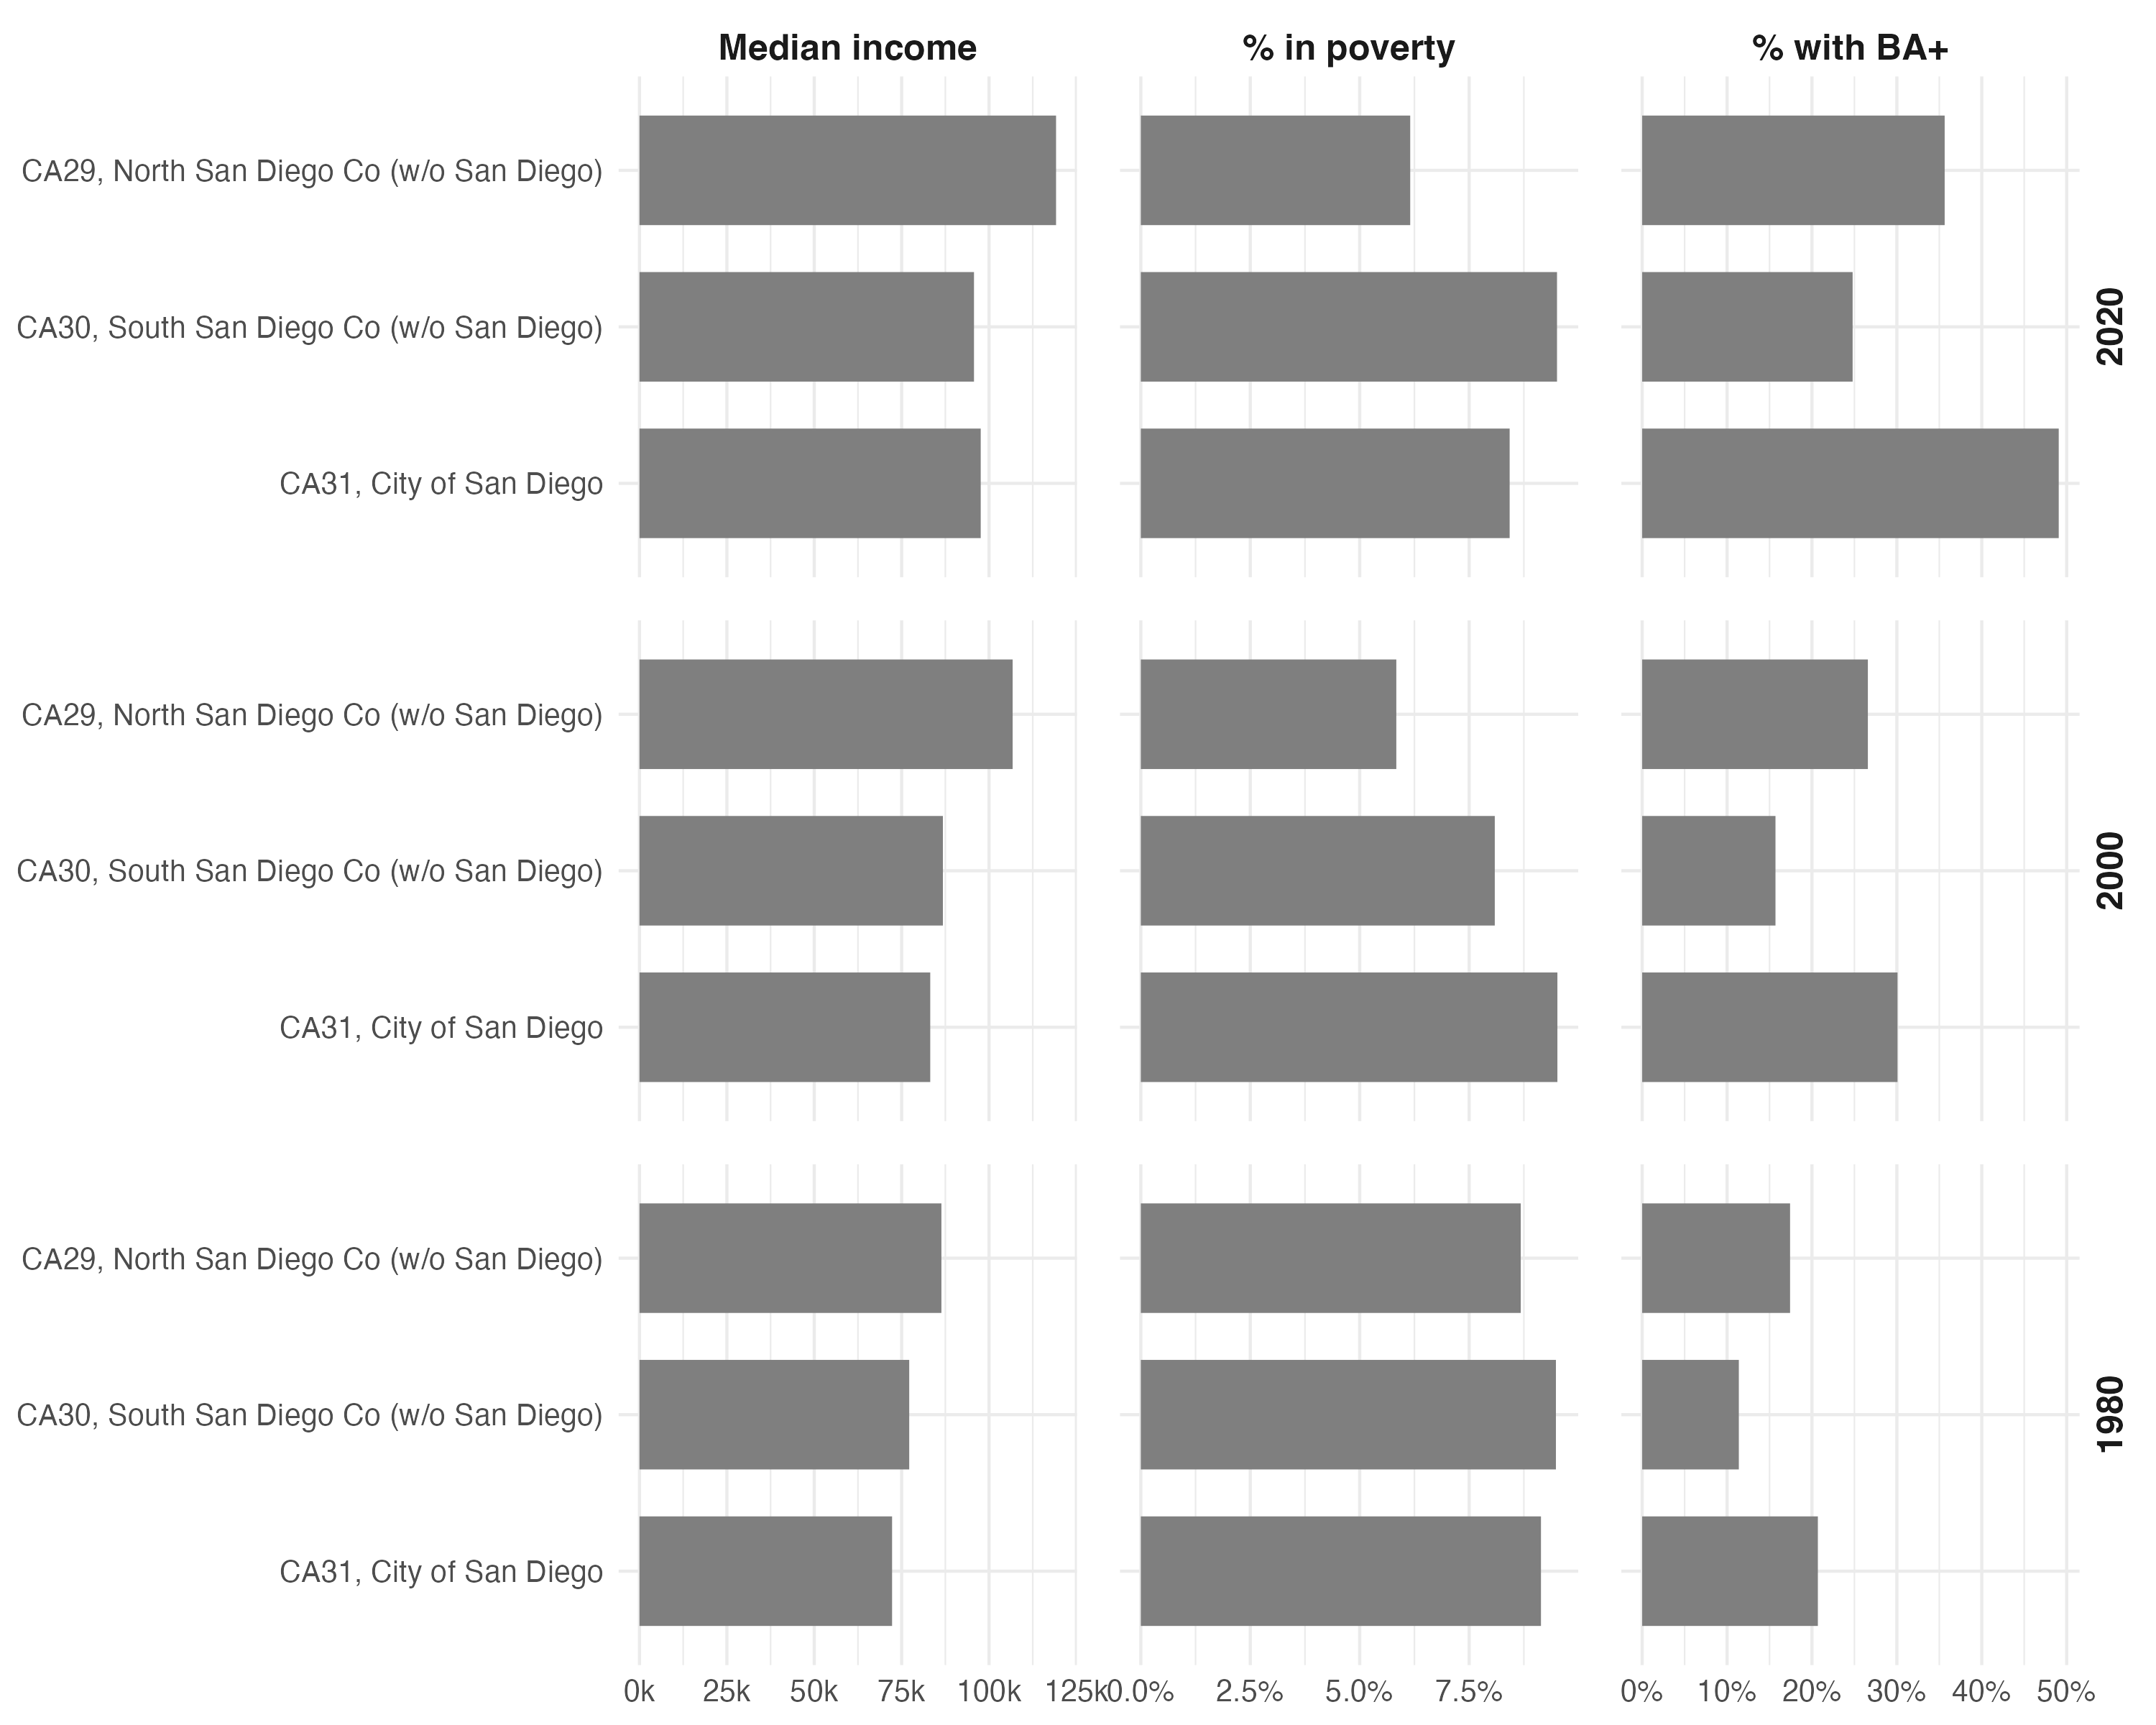 Median income % in poverty % with BA+
CA29, North San Diego Co (w/o San Diego)
CA30, South San Diego Co (w/o San Diego)
CA31, City of San Diego
2020
CA29, North San Diego Co (w/o San Diego)
CA30, South San Diego Co (w/o San Diego)
CA31, City of San Diego
2000
CA29, North San Diego Co (w/o San Diego)
CA30, South San Diego Co (w/o San Diego)
CA31, City of San Diego
1980
0k 25k 50k 75k 100k 125k 0.0% 2.5% 5.0% 7.5% 0% 10% 20% 30% 40% 50%